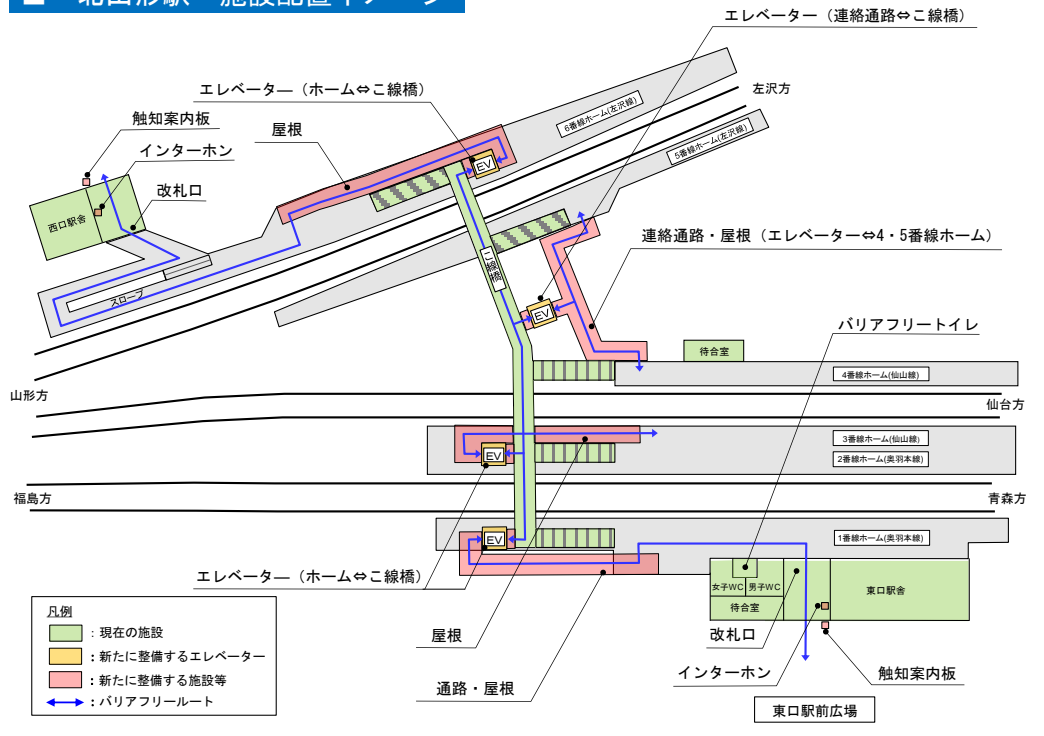 ■ 北山形駅 施設配置イメージ
エレベーター（連絡通路⇔こ線橋）
エレベーター（ホーム⇔こ線橋）
左沢方
触知案内板
屋根
6番線ホーム(左沢線)
インターホン
5番線ホーム(左沢線)
EV
改札口
西口駅舎
連絡通路・屋根（エレベーター⇔4・5番線ホーム）
こ線橋
スロープ
EV
バリアフリートイレ
待合室
4番線ホーム(仙山線)
山形方
仙台方
3番線ホーム(仙山線)
EV
2番線ホーム(奥羽本線)
福島方
青森方
EV
1番線ホーム(奥羽本線)
エレベーター（ホーム⇔こ線橋）
女子WC
男子WC
東口駅舎
待合室
凡例
：現在の施設
：新たに整備するエレベーター
：新たに整備する施設等
：バリアフリールート
屋根
改札口
通路・屋根
インターホン
触知案内板
東口駅前広場